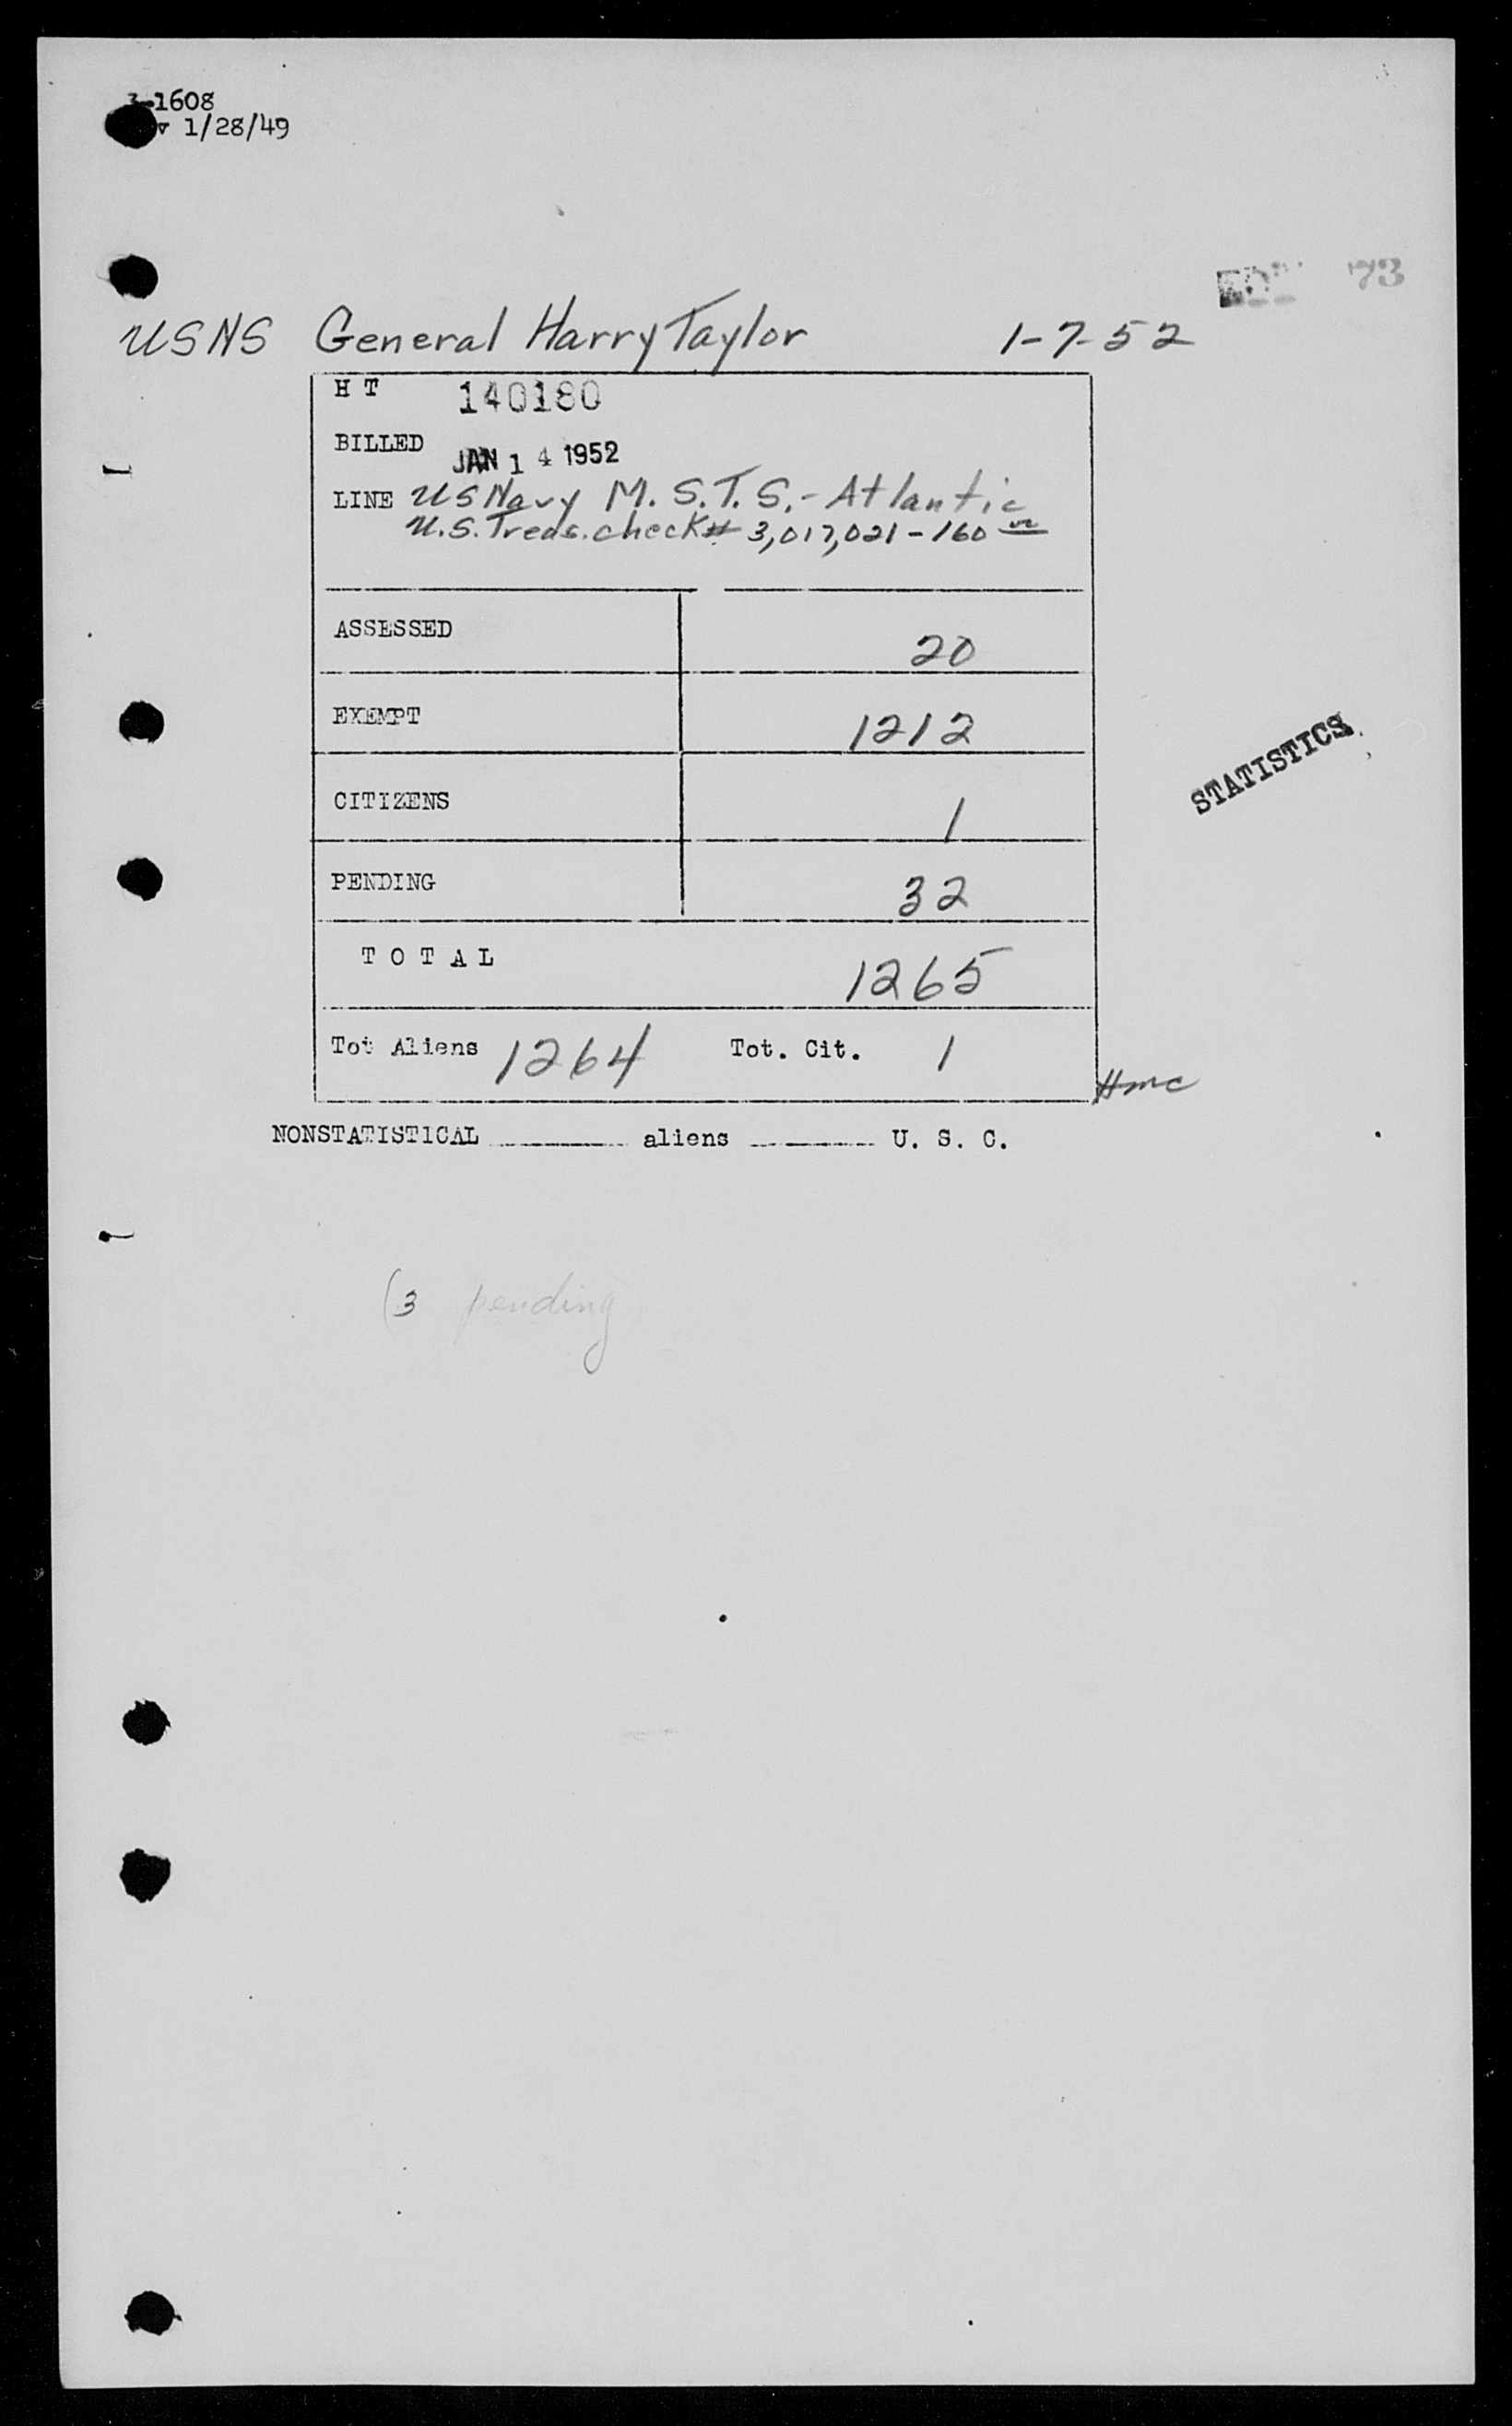 -1608
1/28/49
73
USNS General Harry Taylor 1-7-52
H T 140180
BILLED JAN 14 1952
LINE US Navy M.S.T.S.-Atlantic
U.S. Treas. check # 3,017,021-160
ASSESSED 20
EXEMPT 1212
CITIZENS 1
PENDING 32
STATISTICS
T O T A L 1265
Tot Aliens 1264 Tot. Cit. 1
Hmc
NONSTATISTICAL aliens U. S. C.
(3 pending